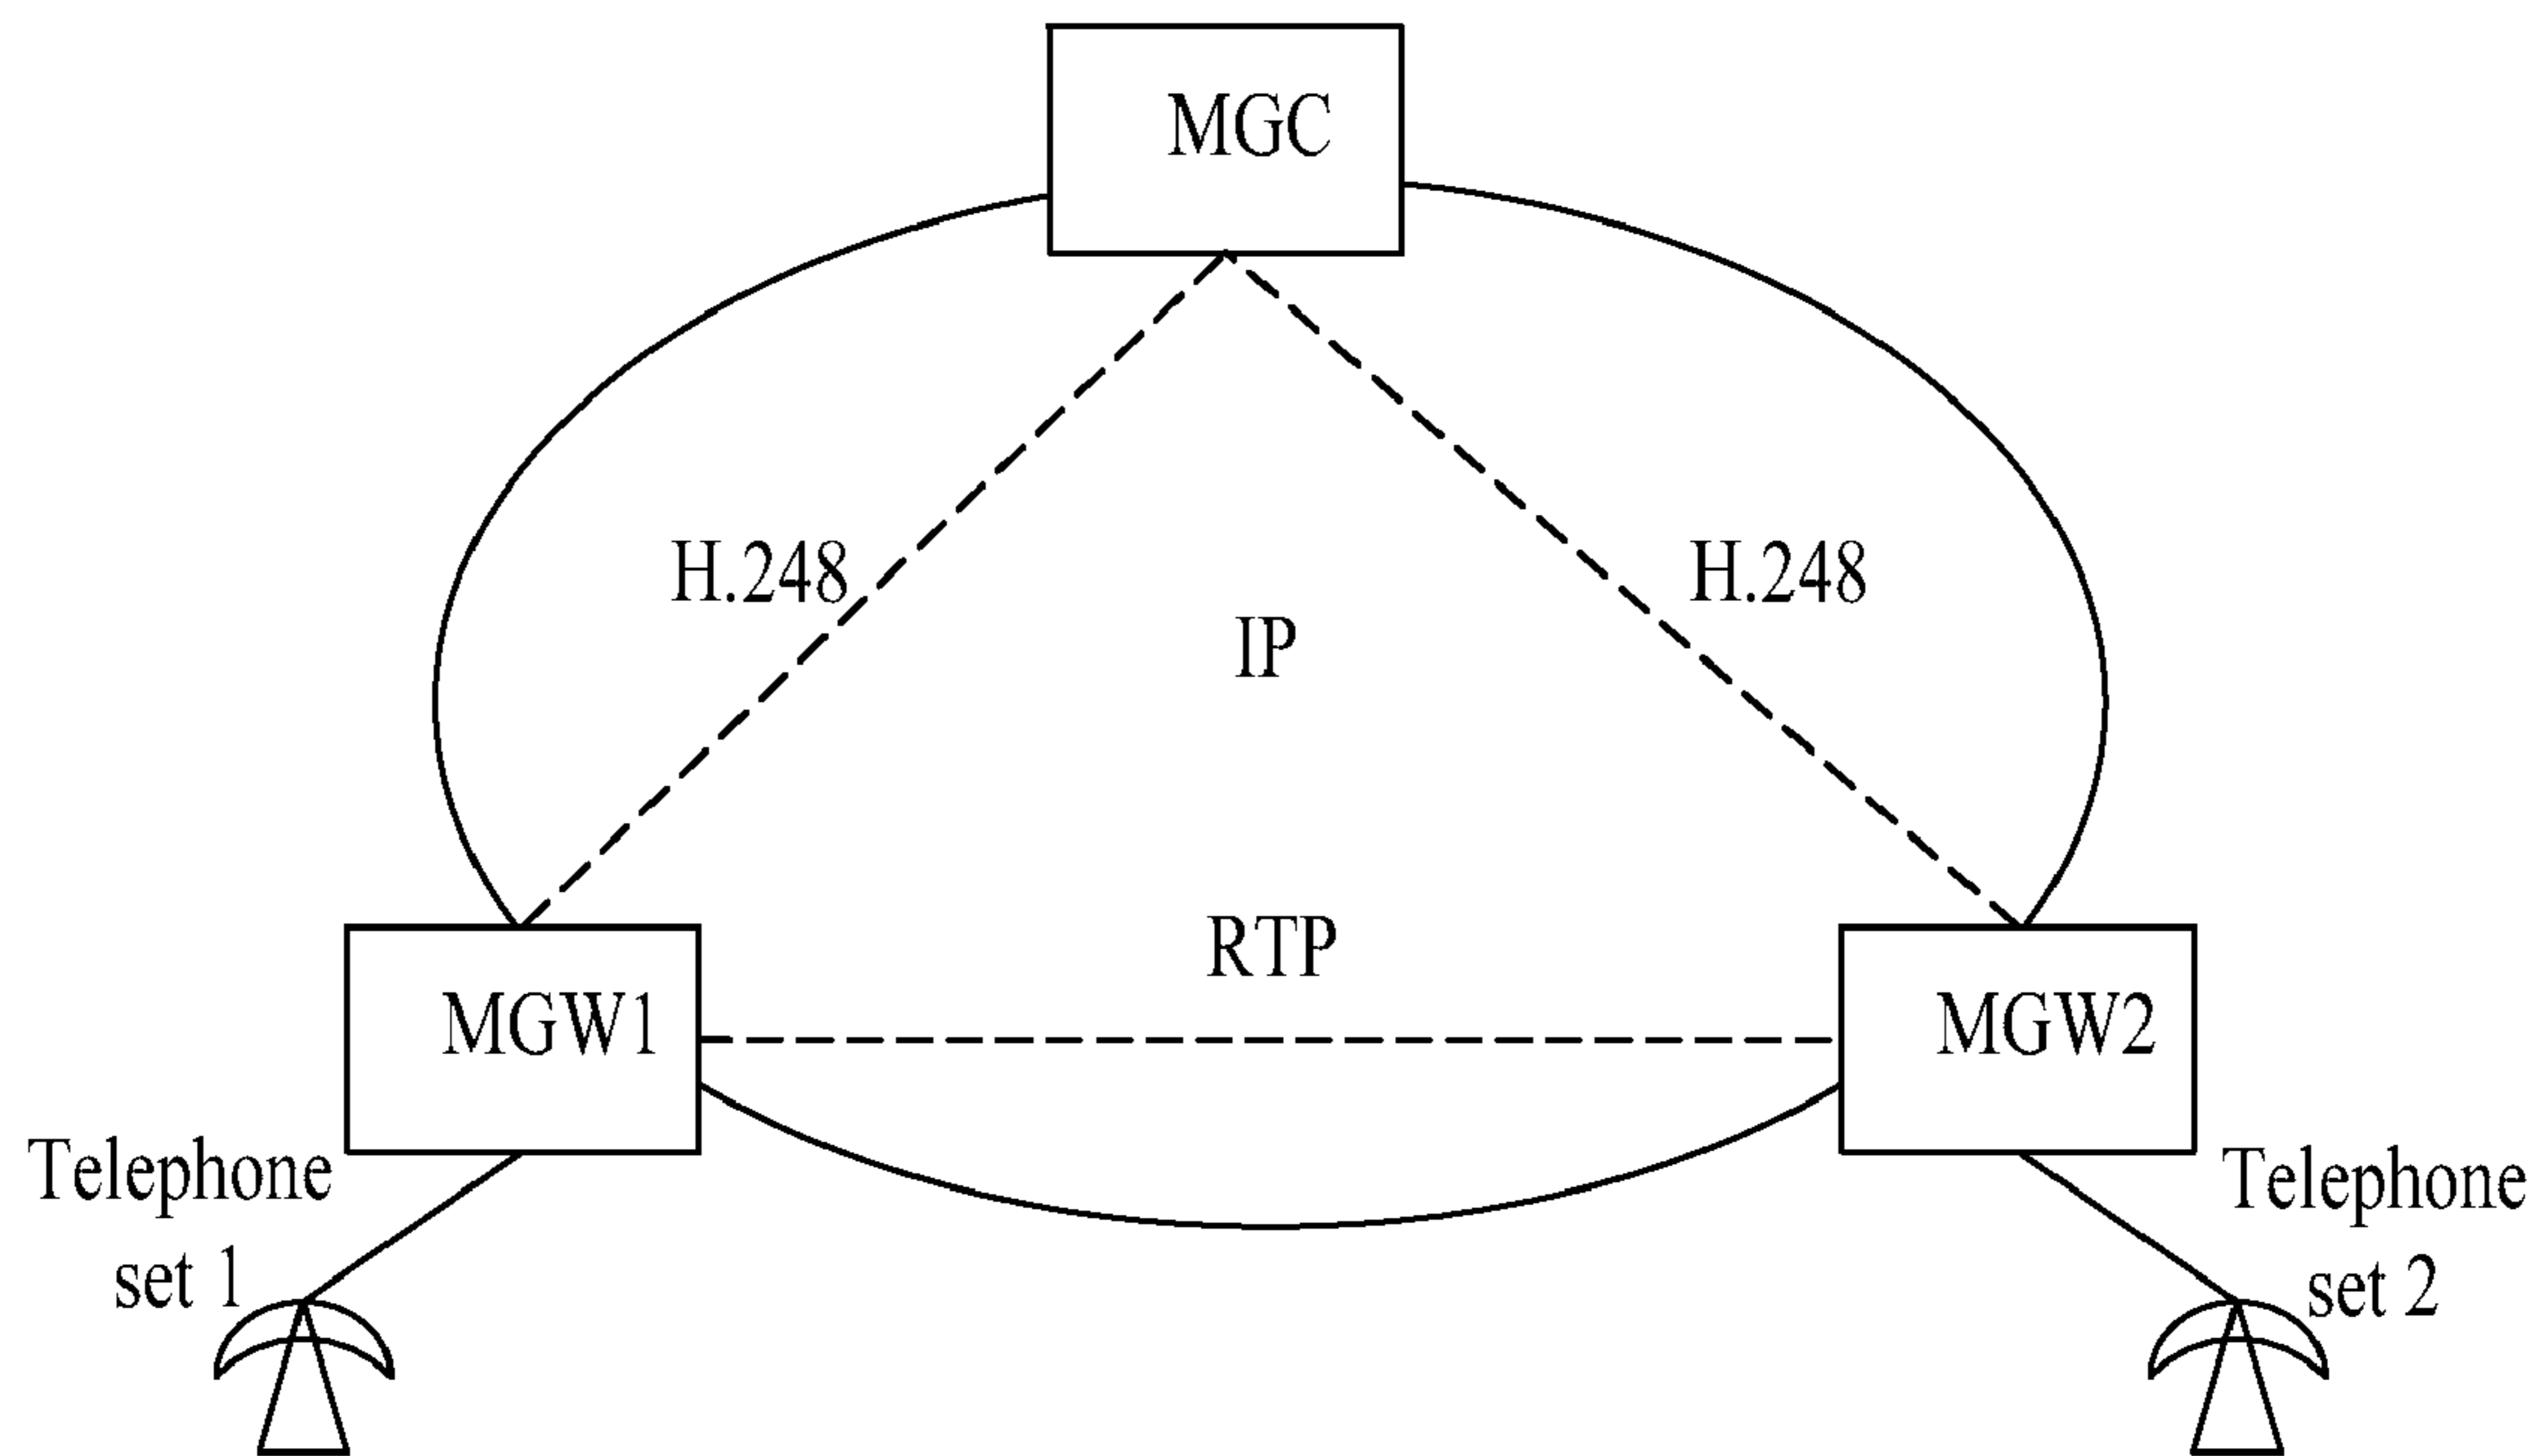 MGC
H.248
H.248
IP
RTP
MGW1
MGW2
Telephone
set 1
Telephone
set 2